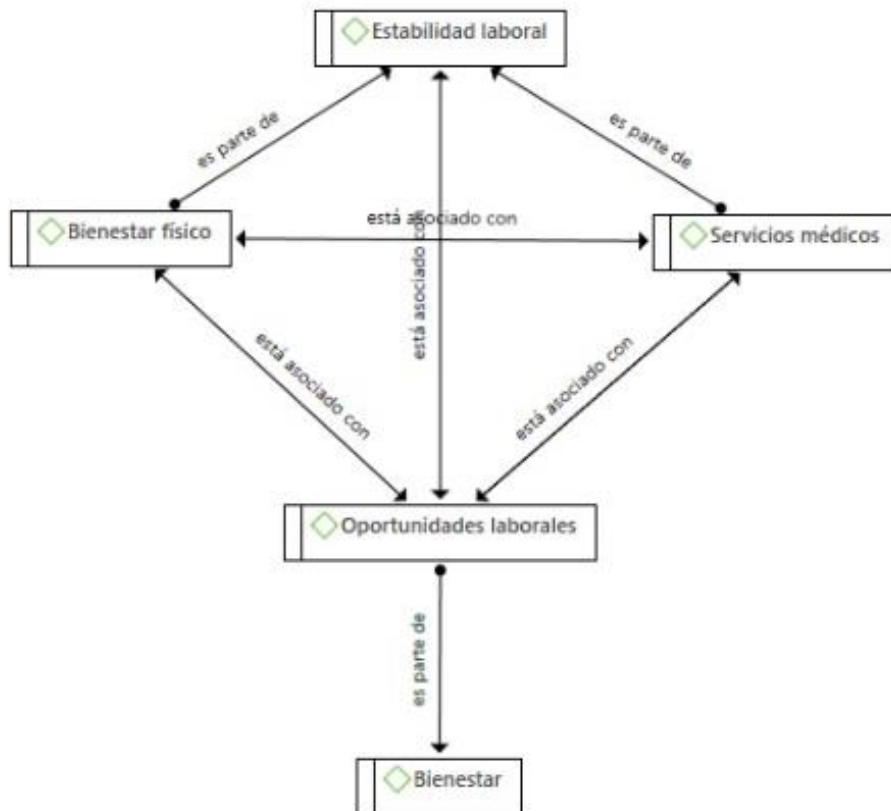 Estabilidad laboral
es parte de
es parte de
Bienestar físico
está asociado con
Servicios médicos
está asociado con
está asociado con
está asociado con
Oportunidades laborales
es parte de
Bienestar